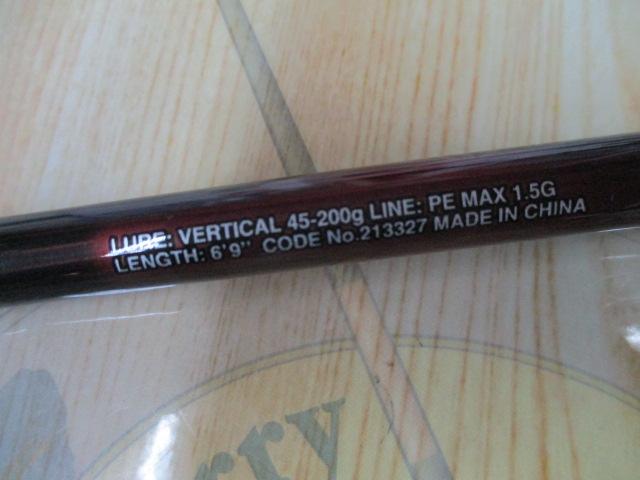 LURE: VERTICAL 45-200g LINE: PE MAX 1.5G
LENGTH: 6'9" CODE No.213327 MADE IN CHINA